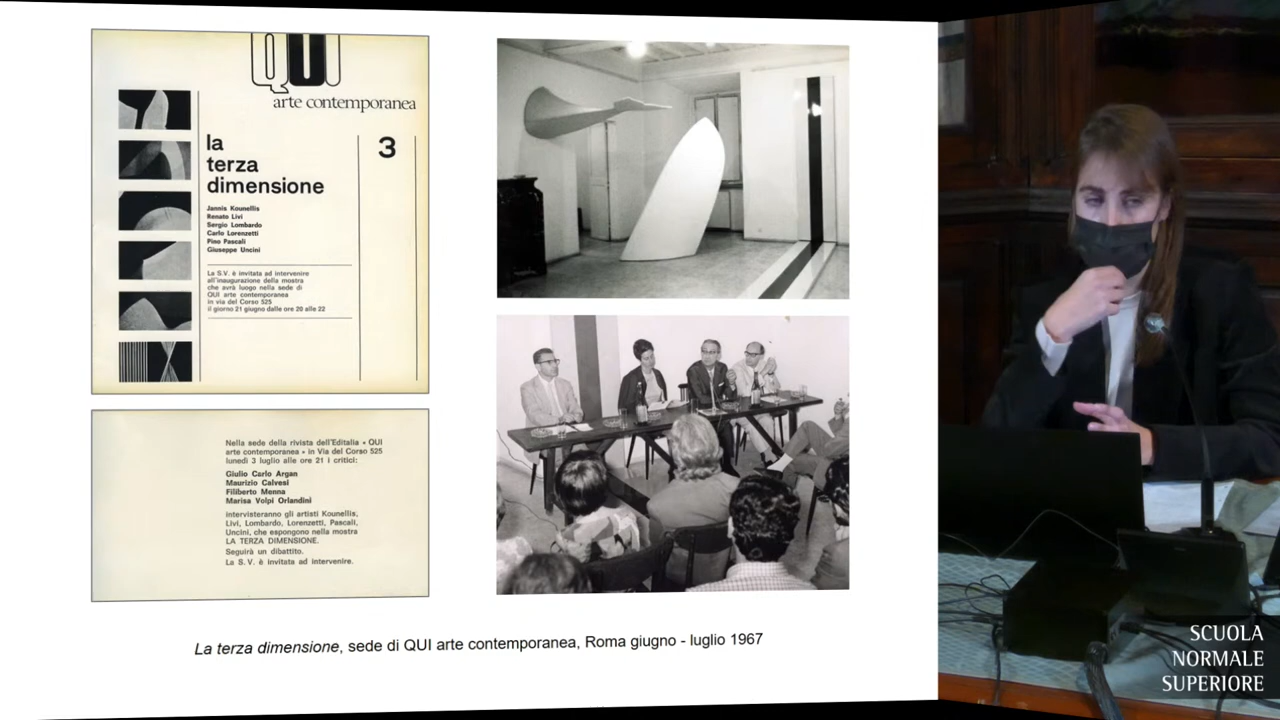 QUI
arte contemporanea
la
terza
dimensione
3
Jannis Kounellis
Renato Livi
Sergio Lombardo
Carlo Lorenzetti
Pino Pascali
Giuseppe Uncini
La S.V. è invitata ad intervenire
all'inaugurazione della mostra
che avrà luogo nella sede di
QUI arte contemporanea
in via del Corso 525
il giorno 21 giugno dalle ore 20 alle 22
Nella sede della rivista dell'Editalia « QUI
arte contemporanea » in Via del Corso 525
lunedì 3 luglio alle ore 21 i critici:
Giulio Carlo Argan
Maurizio Calvesi
Filiberto Menna
Marisa Volpi Orlandini
intervisteranno gli artisti Kounellis,
Livi, Lombardo, Lorenzetti, Pascali,
Uncini, che espongono nella mostra
LA TERZA DIMENSIONE.
Seguirà un dibattito.
La S.V. è invitata ad intervenire.
La terza dimensione, sede di QUI arte contemporanea, Roma giugno - luglio 1967
SCUOLA
NORMALE
SUPERIORE